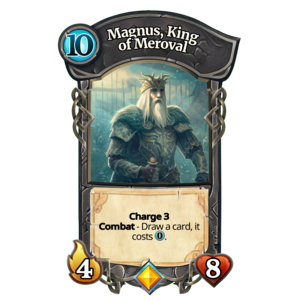 10
Magnus, King
of Meroval
Charge 3
Combat - Draw a card, it
costs 0.
4
8